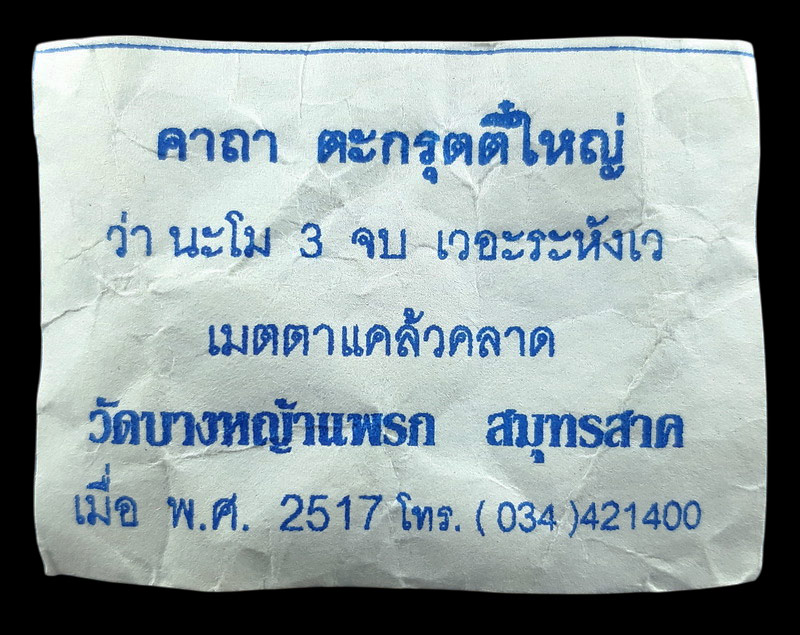 คาถา ตะกรุตตี๋ใหญ่
ว่า นะโม 3 จบ เวอะระหังเว
เมตตาแคล้วคลาด
วัดบางหญ้าแพรก สมุทรสาค
เมื่อ พ.ศ. 2517 โทร. ( 034 )421400